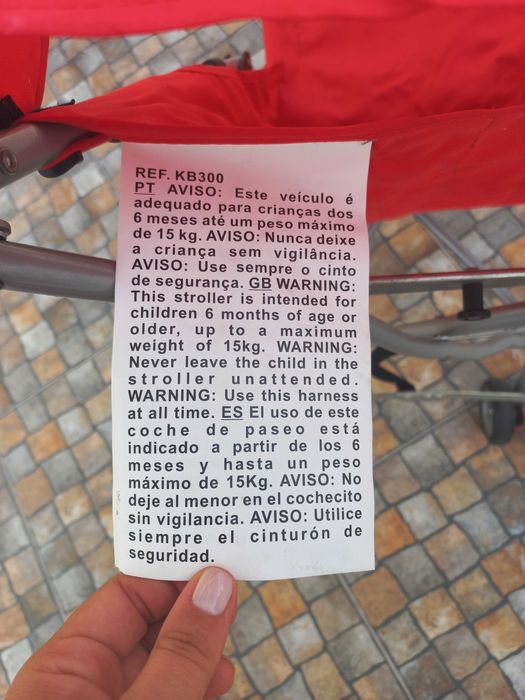 REF. KB300
PT AVISO: Este veículo é
adequado para crianças dos
6 meses até um peso máximo
de 15 kg. AVISO: Nunca deixe
a criança sem vigilância.
AVISO: Use sempre o cinto
de segurança. GB WARNING:
This stroller is intended for
children 6 months of age or
older, up to a maximum
weight of 15kg. WARNING:
Never leave the child in the
stroller unattended.
WARNING: Use this harness
at all time. ES El uso de este
coche de paseo está
indicado a partir de los 6
meses y hasta un peso
máximo de 15Kg. AVISO: No
deje al menor en el cochecito
sin vigilancia. AVISO: Utilice
siempre el cinturón de
seguridad.